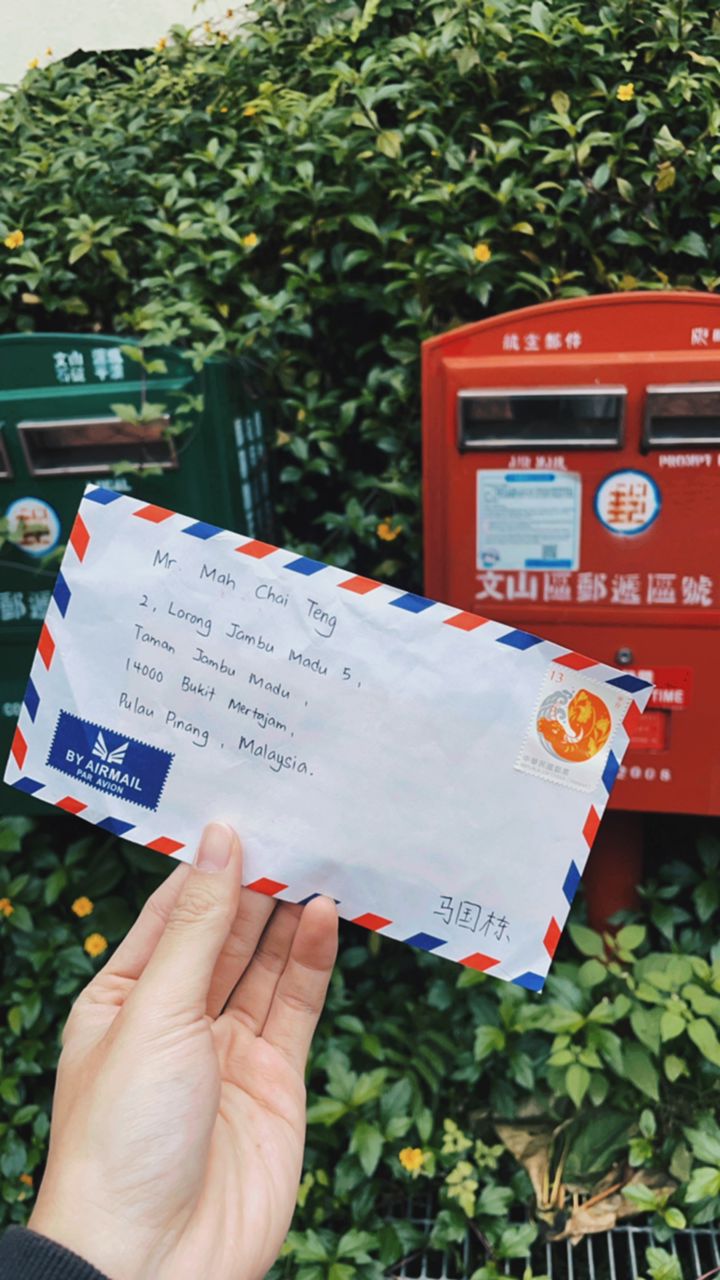 航空郵件
文山
PROMPT
文山區郵遞區號
TIME
2008
Mr. Mah Chai Teng
2, Lorong Jambu Madu 5,
Taman Jambu Madu,
14000 Bukit Mertajam,
Pulau Pinang, Malaysia.
BY AIRMAIL
PAR AVION
13
中華民國郵票
马国栋